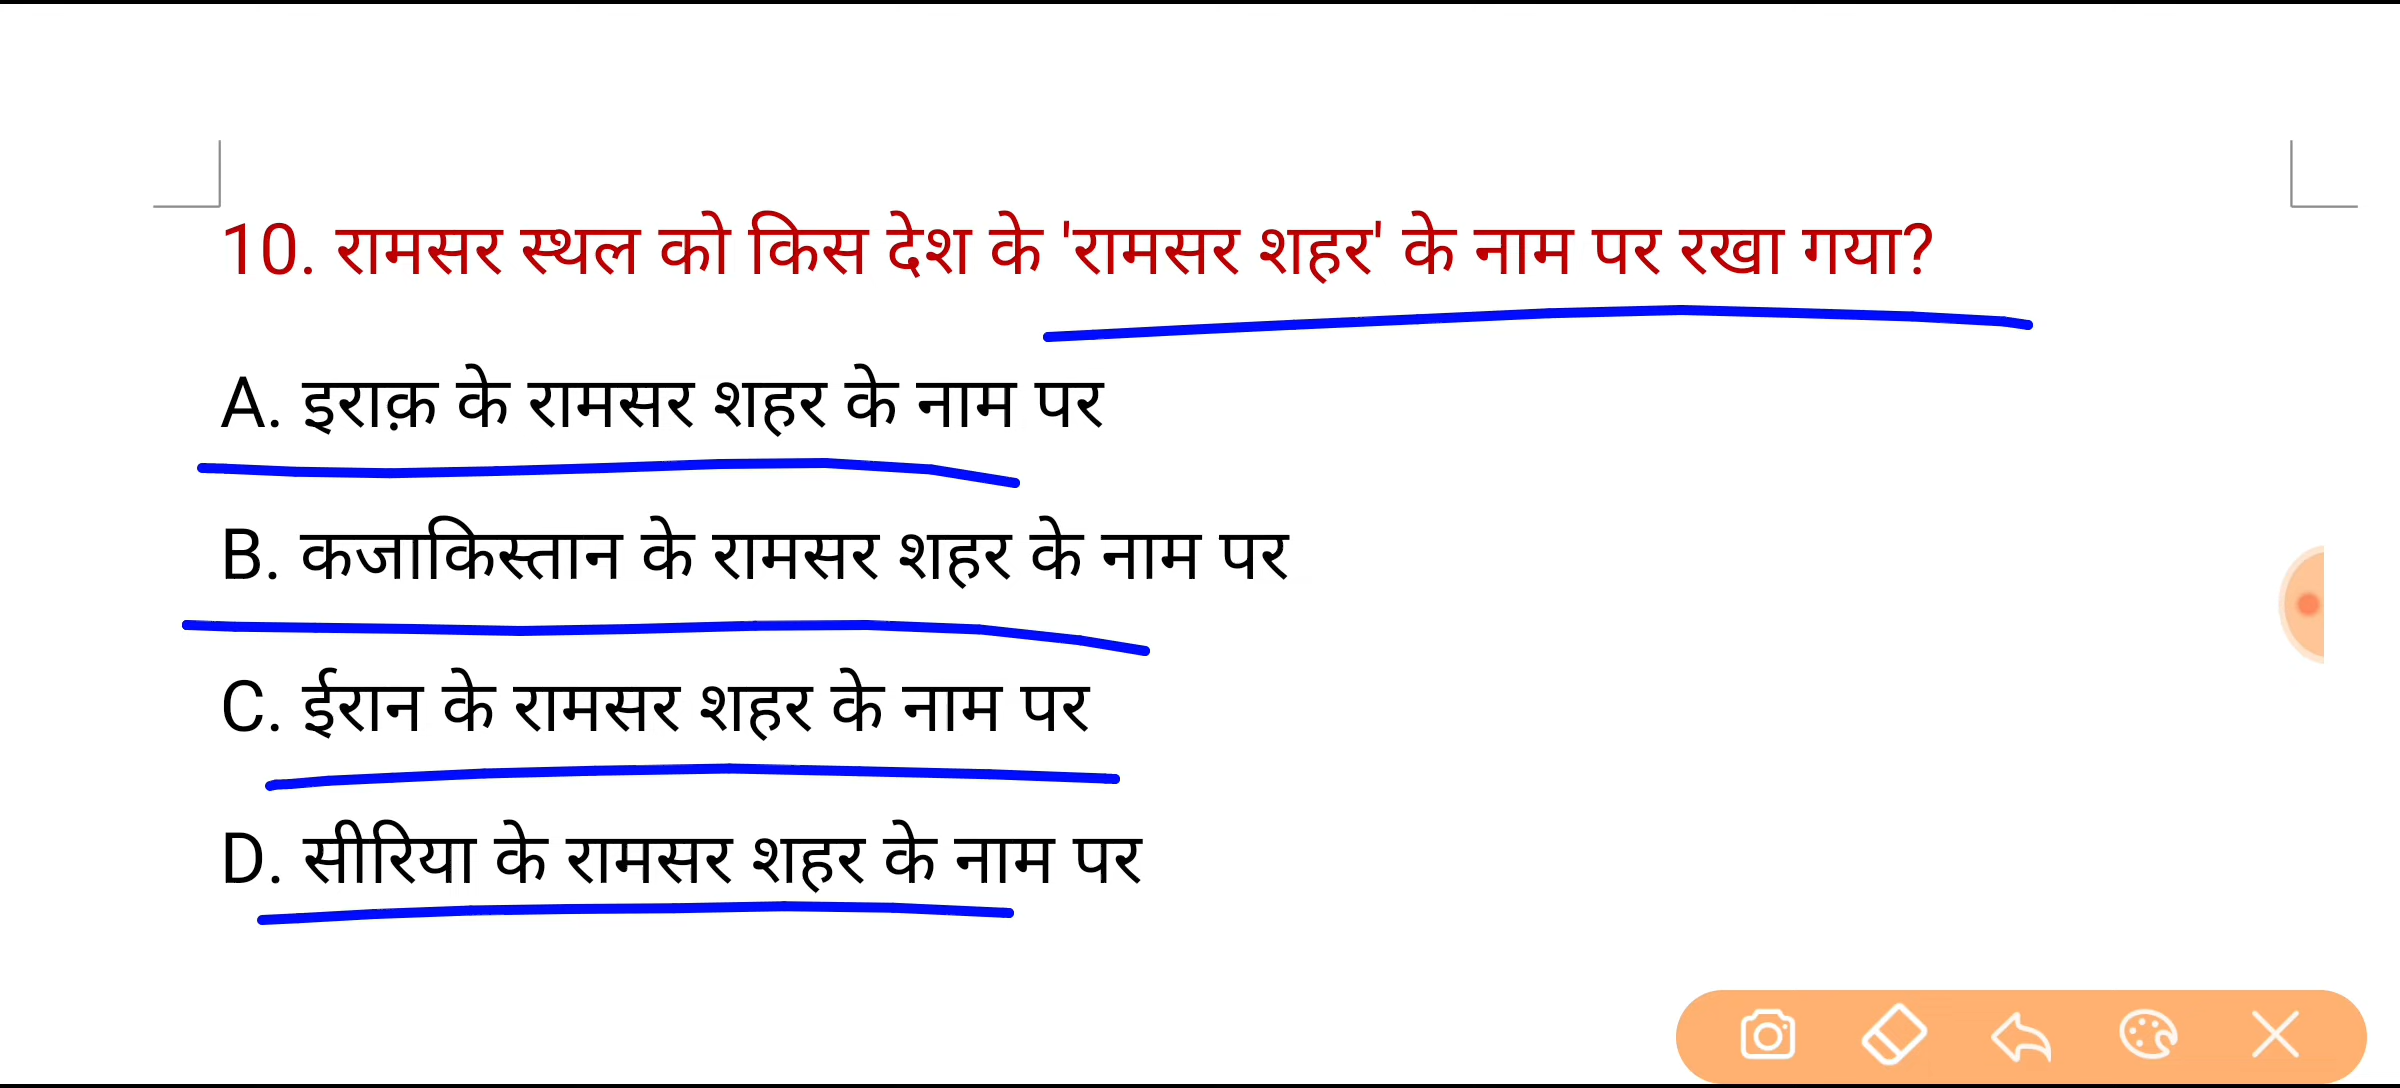 10. रामसर स्थल को किस देश के 'रामसर शहर' के नाम पर रखा गया?
A. इराक़ के रामसर शहर के नाम पर
B. कजाकिस्तान के रामसर शहर के नाम पर
C. ईरान के रामसर शहर के नाम पर
D. सीरिया के रामसर शहर के नाम पर